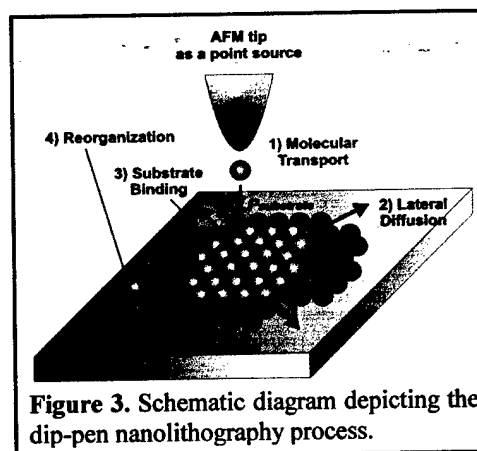 AFM tip
as a point source
4) Reorganization
1) Molecular
Transport
3) Substrate
Binding
2) Lateral
Diffusion
Figure 3. Schematic diagram depicting the
dip-pen nanolithography process.